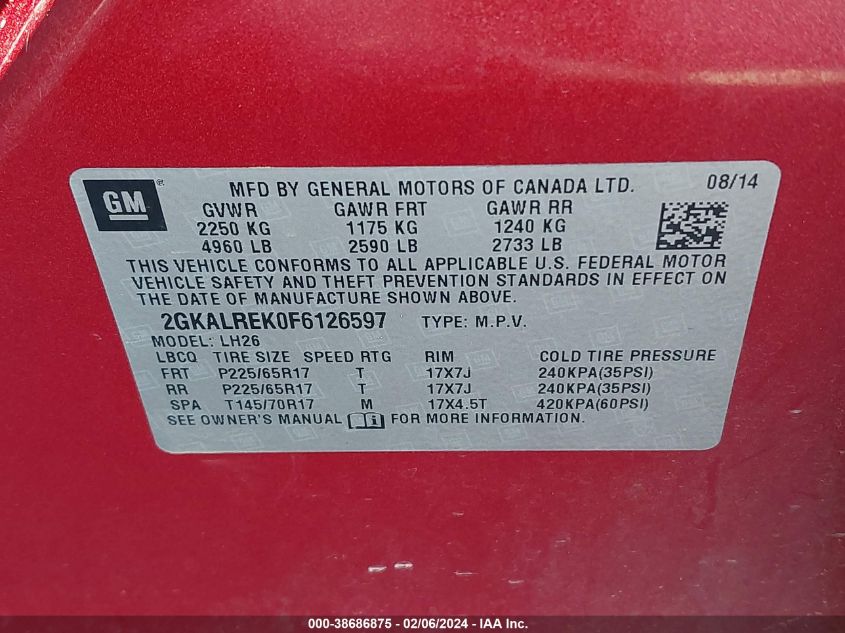 GM ® MFD BY GENERAL MOTORS OF CANADA LTD. 08/14
GVWR GAWR FRT GAWR RR
2250 KG 1175 KG 1240 KG
4960 LB 2590 LB 2733 LB
THIS VEHICLE CONFORMS TO ALL APPLICABLE U.S. FEDERAL MOTOR
VEHICLE SAFETY AND THEFT PREVENTION STANDARDS IN EFFECT ON
THE DATE OF MANUFACTURE SHOWN ABOVE.
2GKALREK0F6126597 TYPE: M.P.V.
MODEL: LH26
LBCQ TIRE SIZE SPEED RTG RIM COLD TIRE PRESSURE
FRT P225/65R17 T 17X7J 240KPA(35PSI)
RR P225/65R17 T 17X7J 240KPA(35PSI)
SPA T145/70R17 M 17X4.5T 420KPA(60PSI)
SEE OWNER'S MANUAL FOR MORE INFORMATION.
000-38686875 - 02/06/2024 - IAA Inc.